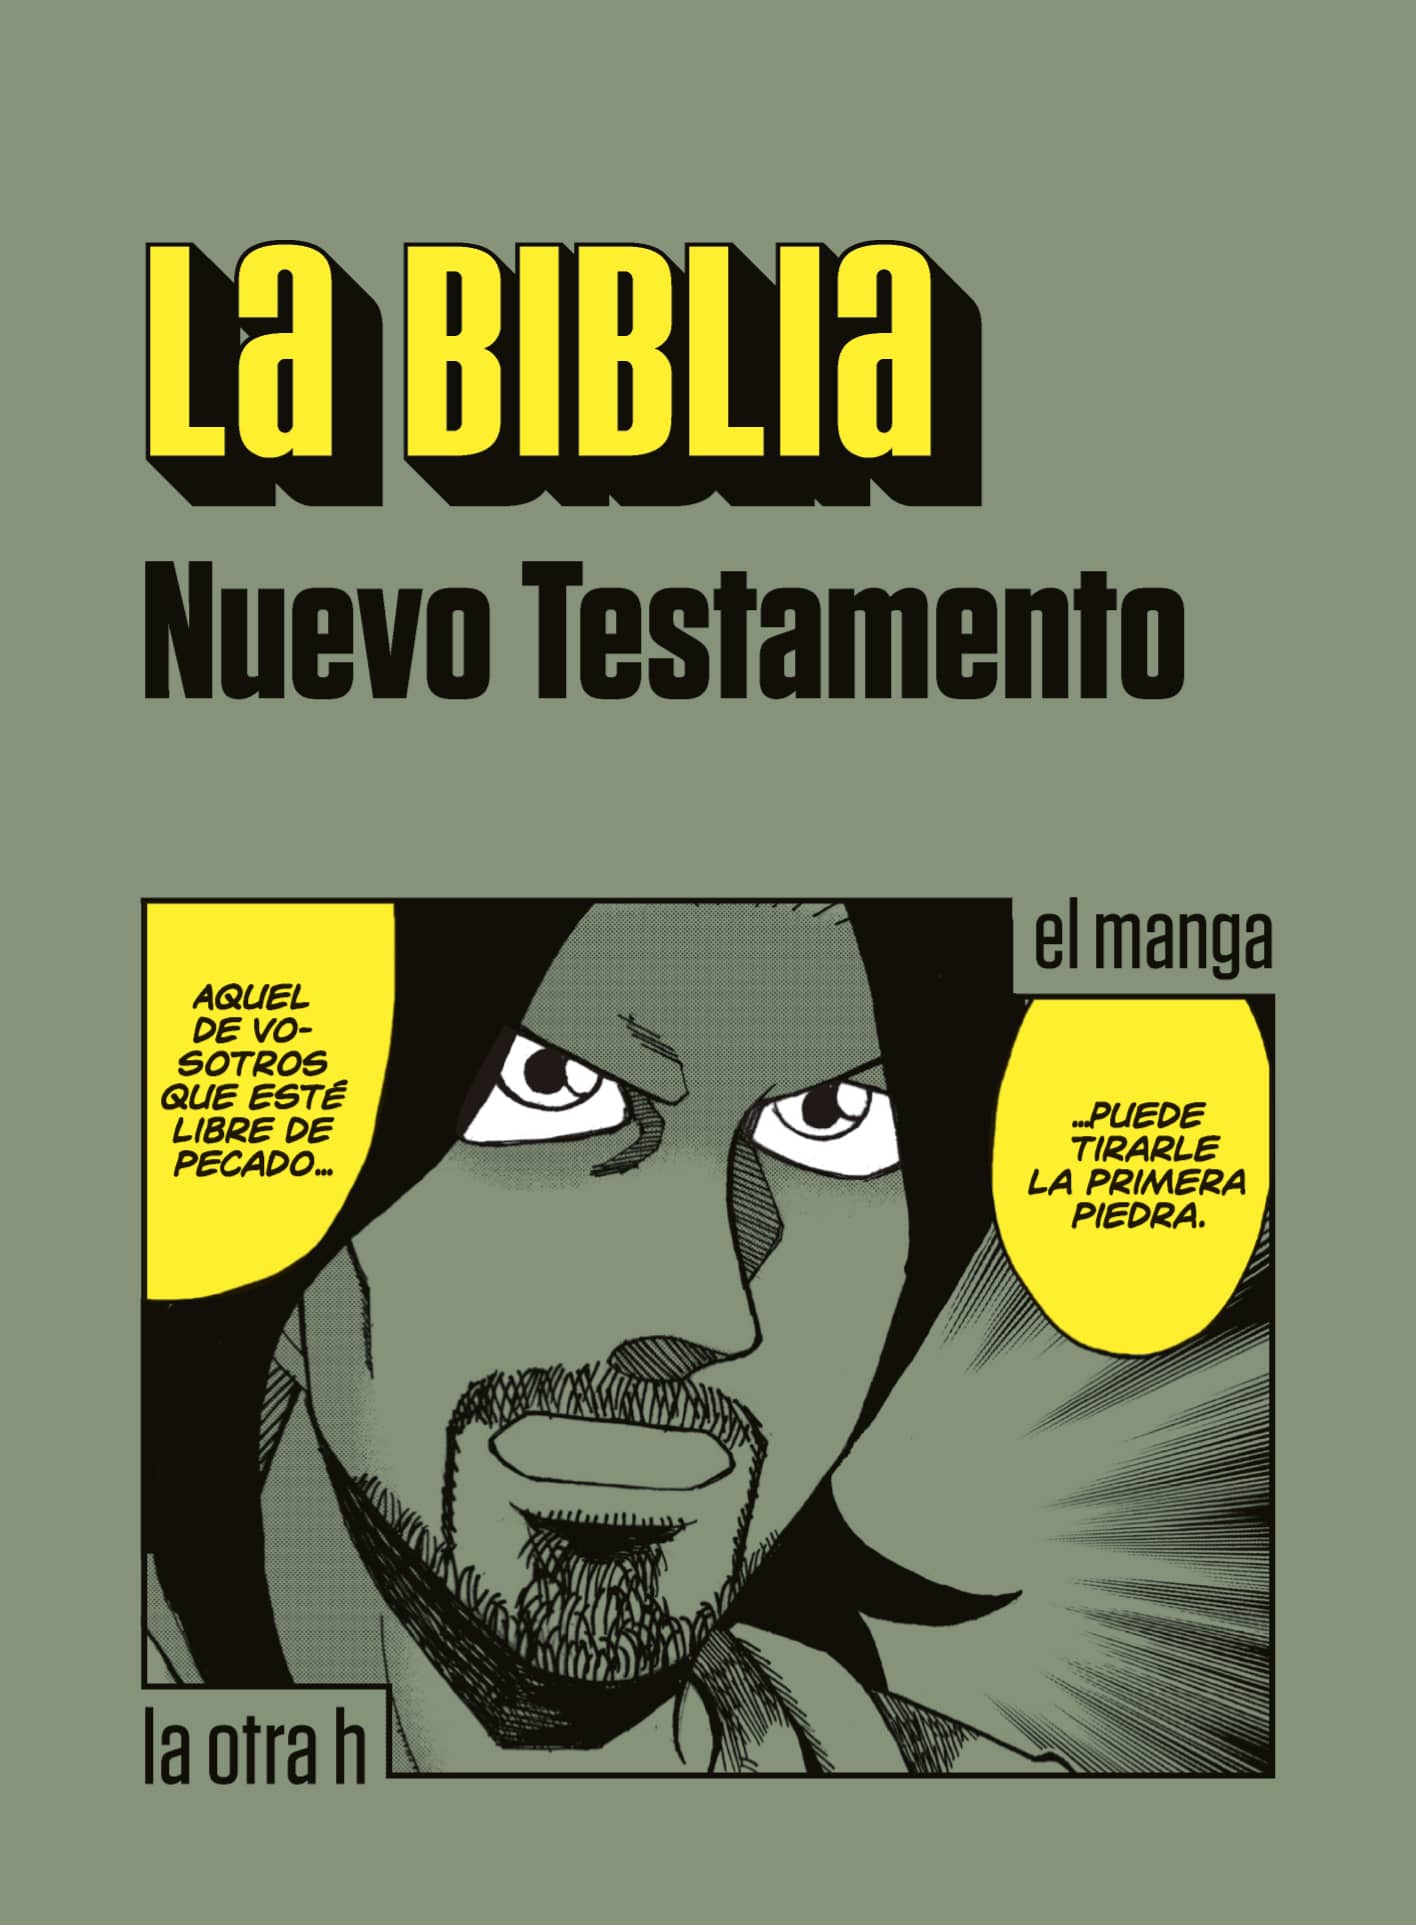 La BIBLIa
Nuevo Testamento
el manga
AQUEL
DE VO-
SOTROS
QUE ESTÉ
LIBRE DE
PECADO...
...PUEDE
TIRARLE
LA PRIMERA
PIEDRA.
la otra h